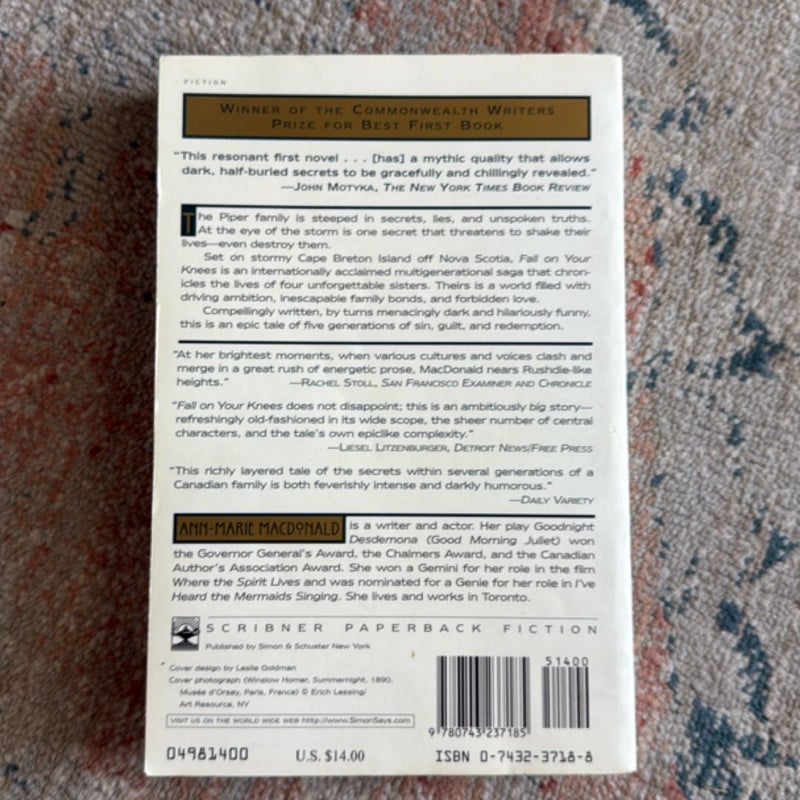 FICTION
WINNER OF THE COMMONWEALTH WRITERS
PRIZE FOR BEST FIRST BOOK
"This resonant first novel . . . [has] a mythic quality that allows
dark, half-buried secrets to be gracefully and chillingly revealed."
—JOHN MOTYKA, THE NEW YORK TIMES BOOK REVIEW
The Piper family is steeped in secrets, lies, and unspoken truths.
At the eye of the storm is one secret that threatens to shake their
lives—even destroy them.
Set on stormy Cape Breton Island off Nova Scotia, Fall on Your
Knees is an internationally acclaimed multigenerational saga that chron-
icles the lives of four unforgettable sisters. Theirs is a world filled with
driving ambition, inescapable family bonds, and forbidden love.
Compellingly written, by turns menacingly dark and hilariously funny,
this is an epic tale of five generations of sin, guilt, and redemption.
"At her brightest moments, when various cultures and voices clash and
merge in a great rush of energetic prose, MacDonald nears Rushdie-like
heights." —RACHEL STOLL, SAN FRANCISCO EXAMINER AND CHRONICLE
"Fall on Your Knees does not disappoint; this is an ambitiously big story—
refreshingly old-fashioned in its wide scope, the sheer number of central
characters, and the tale's own epiclike complexity."
—LIESEL LITZENBURGER, DETROIT NEWS/FREE PRESS
"This richly layered tale of the secrets within several generations of a
Canadian family is both feverishly intense and darkly humorous."
—DAILY VARIETY
ANN-MARIE MACDONALD is a writer and actor. Her play Goodnight
Desdemona (Good Morning Juliet) won
the Governor General's Award, the Chalmers Award, and the Canadian
Author's Association Award. She won a Gemini for her role in the film
Where the Spirit Lives and was nominated for a Genie for her role in I've
Heard the Mermaids Singing. She lives and works in Toronto.
SCRIBNER PAPERBACK FICTION
Published by Simon & Schuster New York
Cover design by Leslie Goldman
Cover photograph (Winslow Homer, Summernight, 1890,
Musée d'Orsay, Paris, France) © Erich Lessing/
Art Resource, NY
VISIT US ON THE WORLD WIDE WEB http://www.SimonSays.com
51400
9 780743 237185
04981400 U.S. $14.00 ISBN 0-7432-3718-8